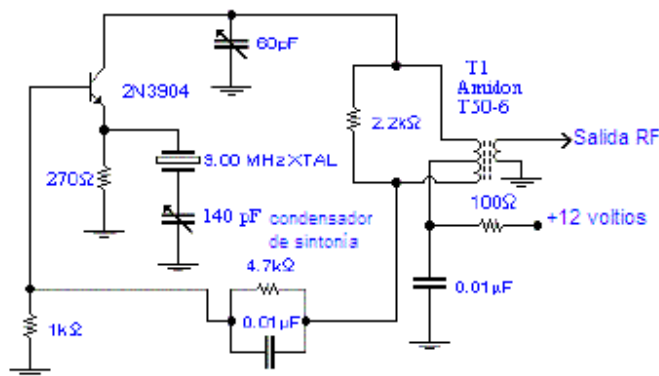 60pF
2N3904
T1
Amidon
T50-6
2.2kΩ
Salida RF
9.00 MHz XTAL
270Ω
100Ω
140 pF condensador
de sintonía
+12 voltios
4.7kΩ
0.01µF
0.01µF
1kΩ